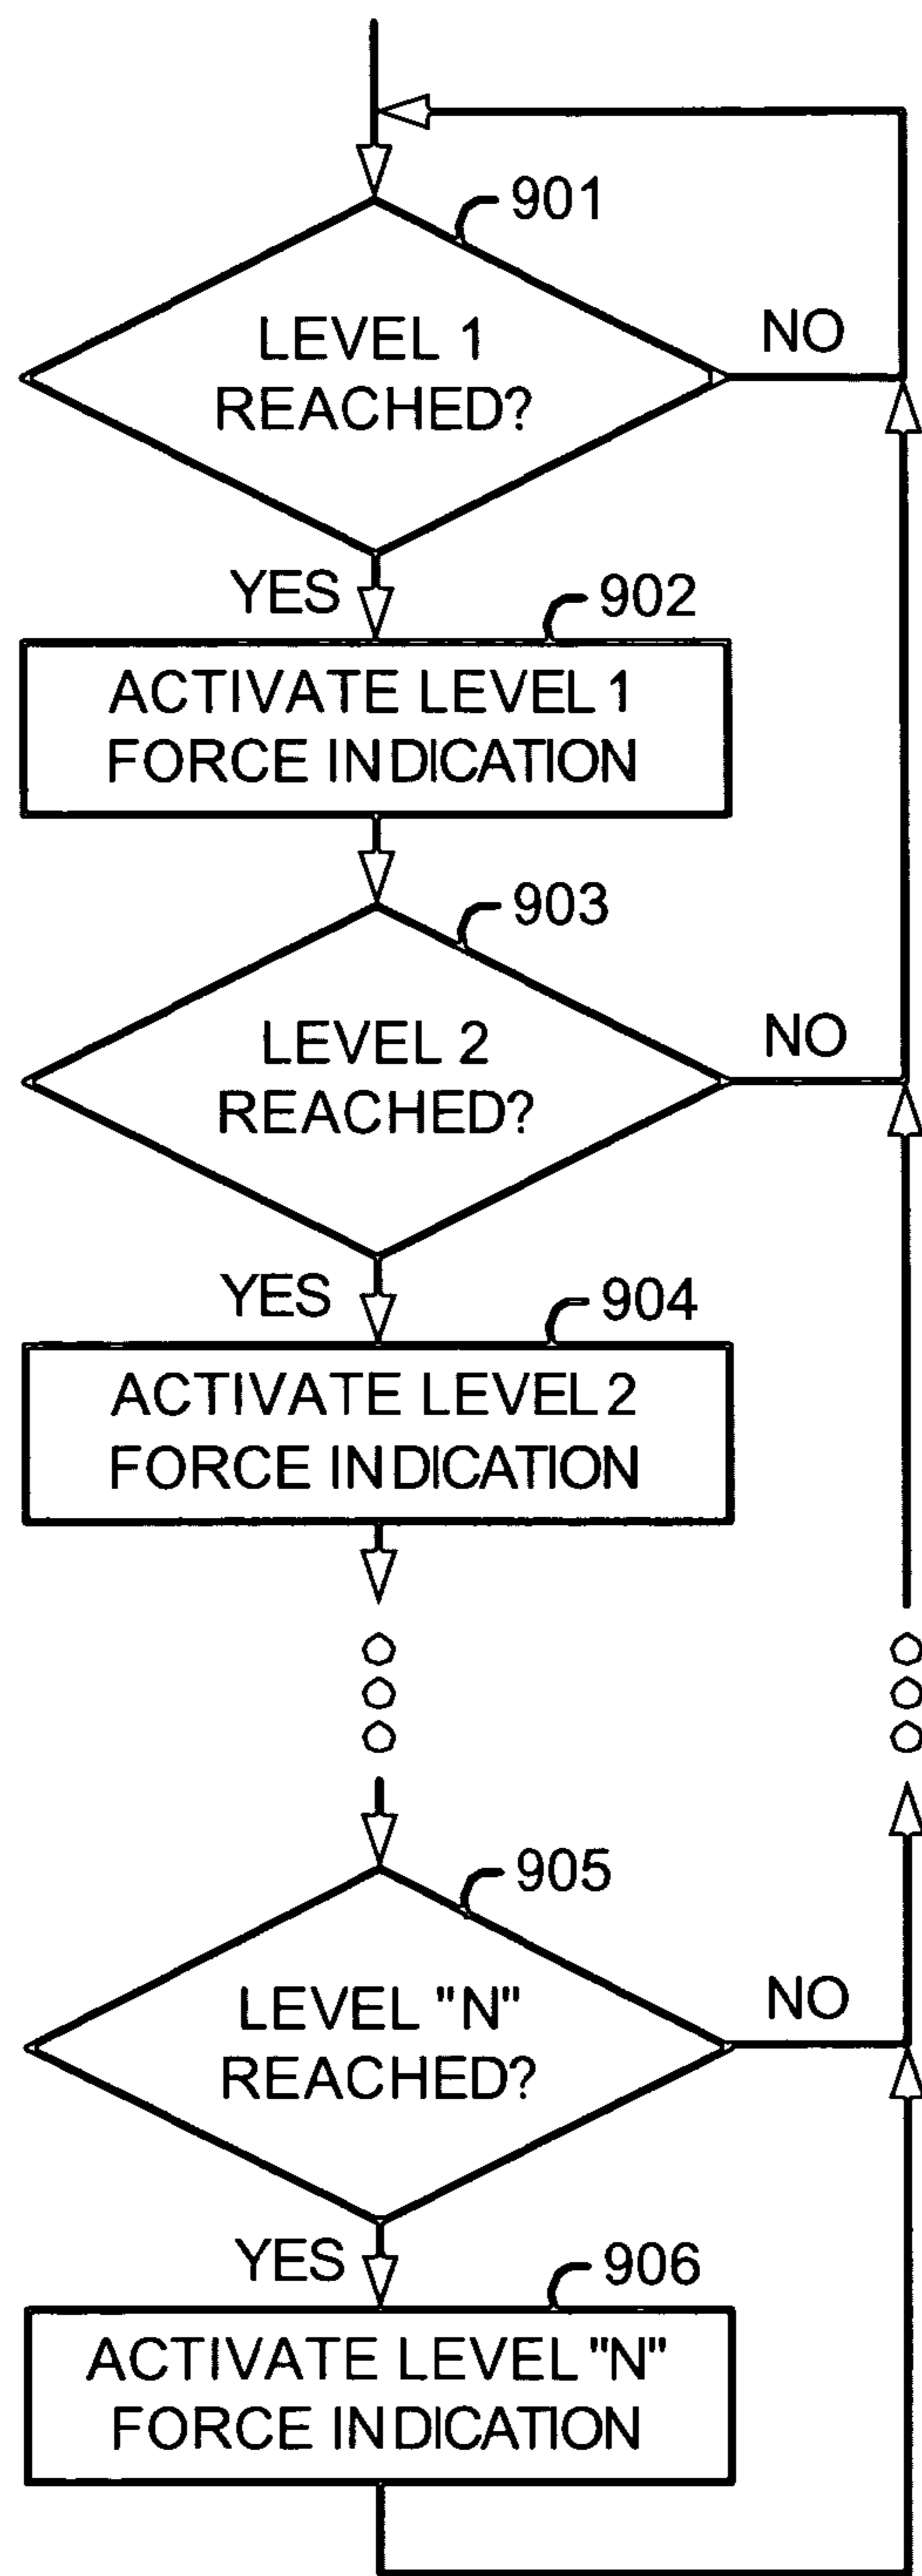 901
LEVEL 1
REACHED?
NO
YES
902
ACTIVATE LEVEL 1
FORCE INDICATION
903
LEVEL 2
REACHED?
NO
YES
904
ACTIVATE LEVEL 2
FORCE INDICATION
905
LEVEL "N"
REACHED?
NO
YES
906
ACTIVATE LEVEL "N"
FORCE INDICATION